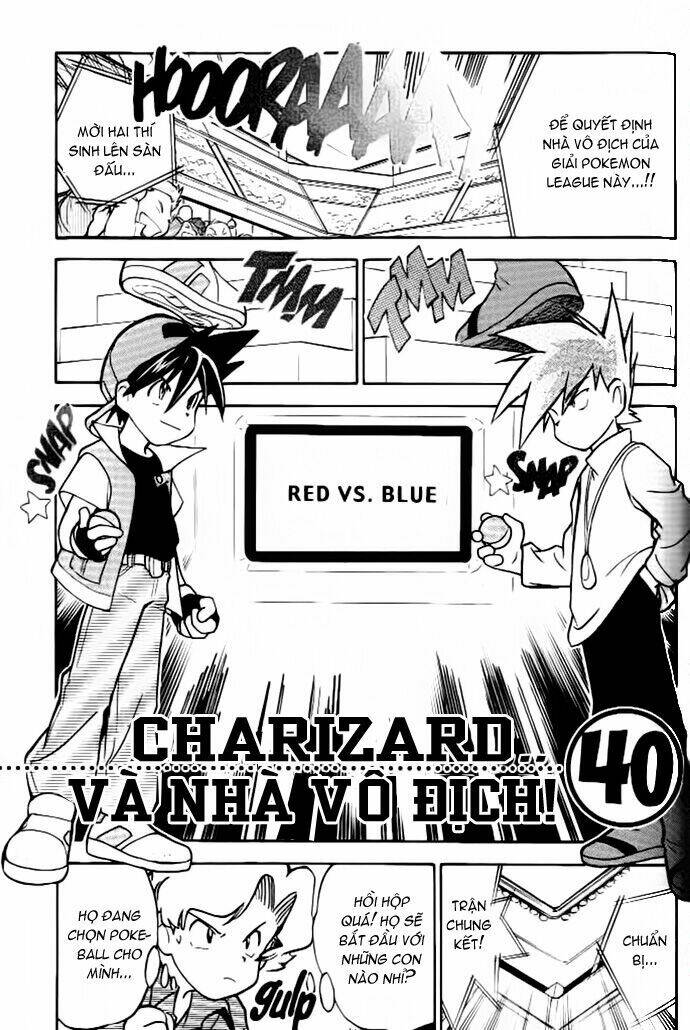 HOOORAAAA
ĐỂ QUYẾT ĐỊNH
NHÀ VÔ ĐỊCH CỦA
GIẢI POKEMON
LEAGUE NÀY...!!
MỜI HAI THÍ
SINH LÊN SÀN
ĐẤU...
TMM
TMM
SNAP
SNAP
RED VS. BLUE
CHARIZARD...
VÀ NHÀ VÔ ĐỊCH!
40
CHUẨN
BỊ...
TRẬN
CHUNG
KẾT!
HỒI HỘP
QUÁ! HỌ SẼ
BẮT ĐẦU VỚI
NHỮNG CON
NÀO NHỈ?
HỌ ĐANG
CHỌN POKE-
BALL CHO
MÌNH...
gulp